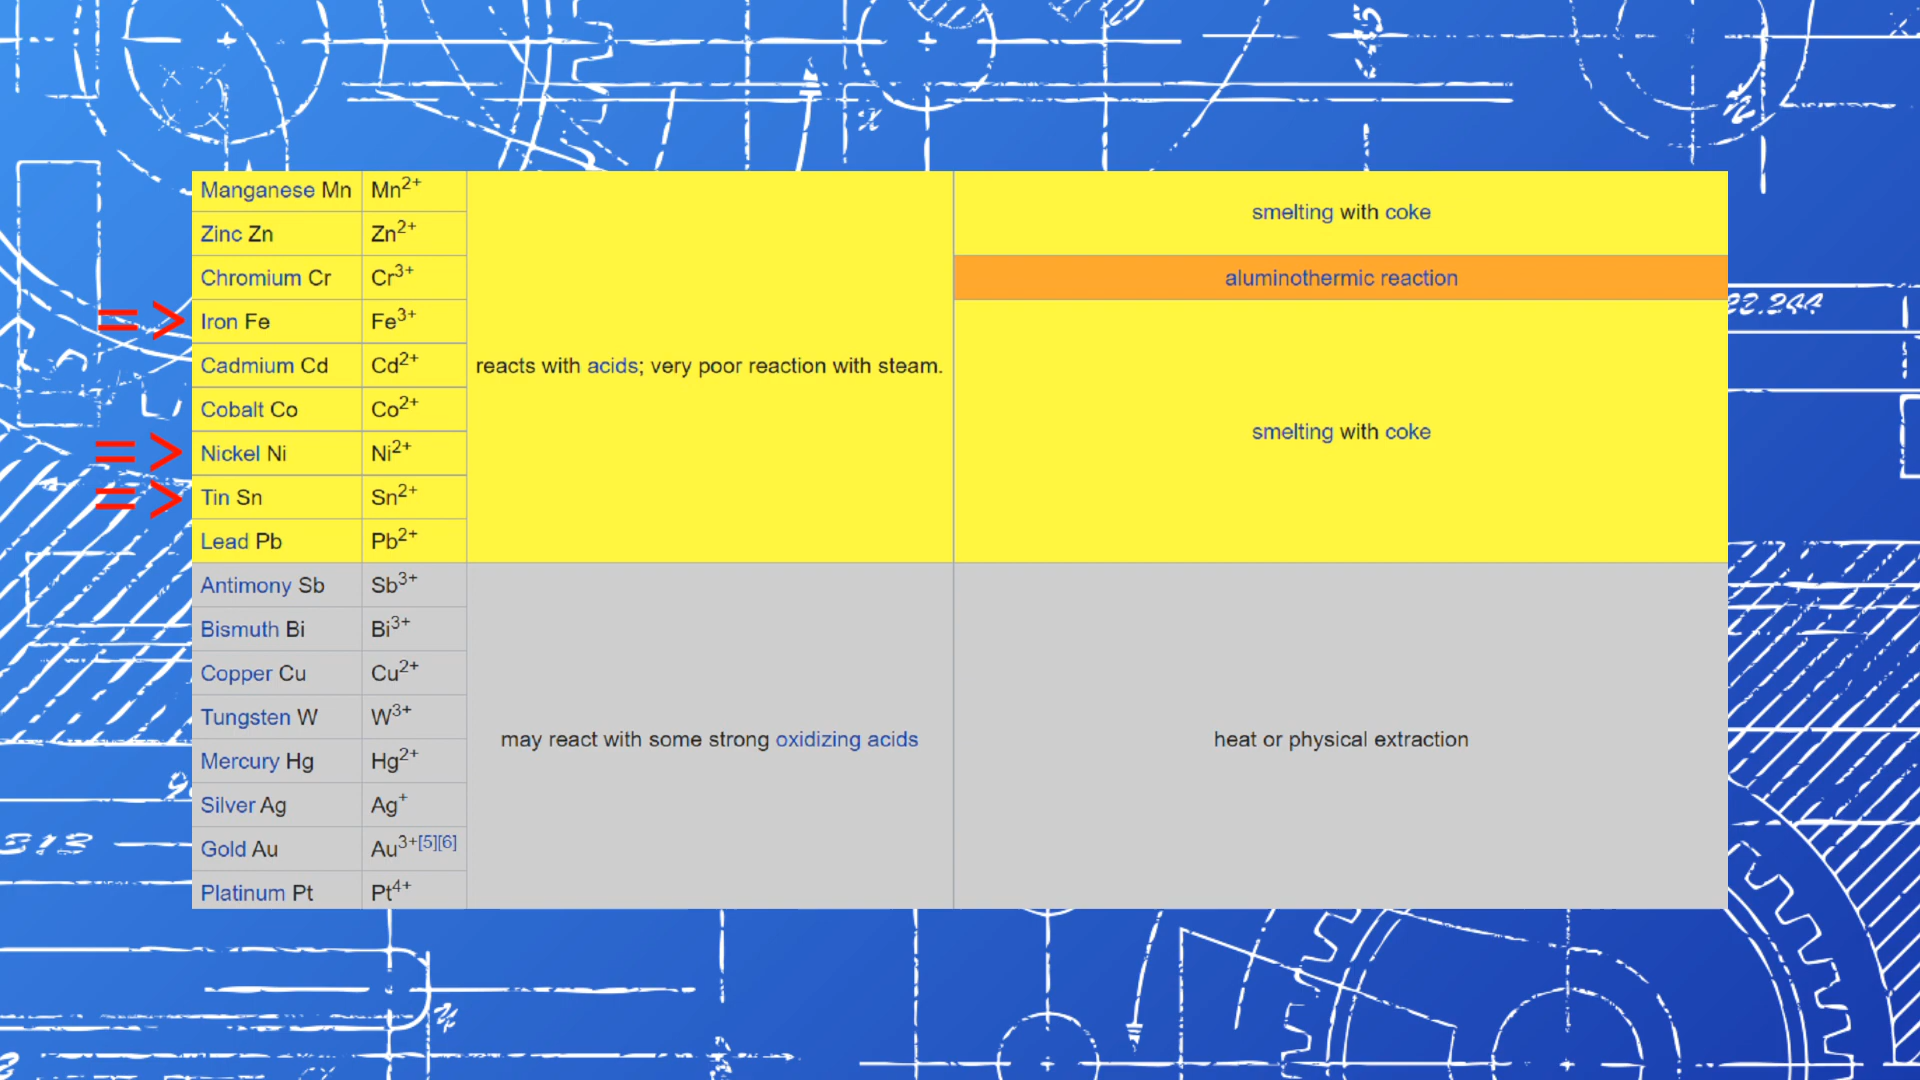 Manganese Mn Mn2+
Zinc Zn Zn2+
smelting with coke
Chromium Cr Cr3+
aluminothermic reaction
=> Iron Fe Fe3+
Cadmium Cd Cd2+
reacts with acids; very poor reaction with steam.
Cobalt Co Co2+
smelting with coke
=> Nickel Ni Ni2+
=> Tin Sn Sn2+
Lead Pb Pb2+
Antimony Sb Sb3+
Bismuth Bi Bi3+
Copper Cu Cu2+
Tungsten W W3+
may react with some strong oxidizing acids
heat or physical extraction
Mercury Hg Hg2+
Silver Ag Ag+
Gold Au Au3+[5][6]
Platinum Pt Pt4+
22.244
313